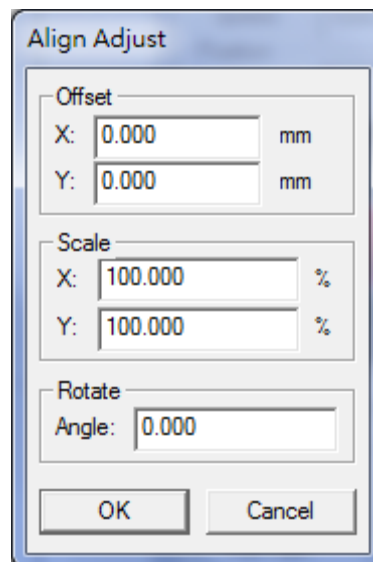 Align Adjust
Offset
X: 0.000 mm
Y: 0.000 mm
Scale
X: 100.000 %
Y: 100.000 %
Rotate
Angle: 0.000
OK Cancel